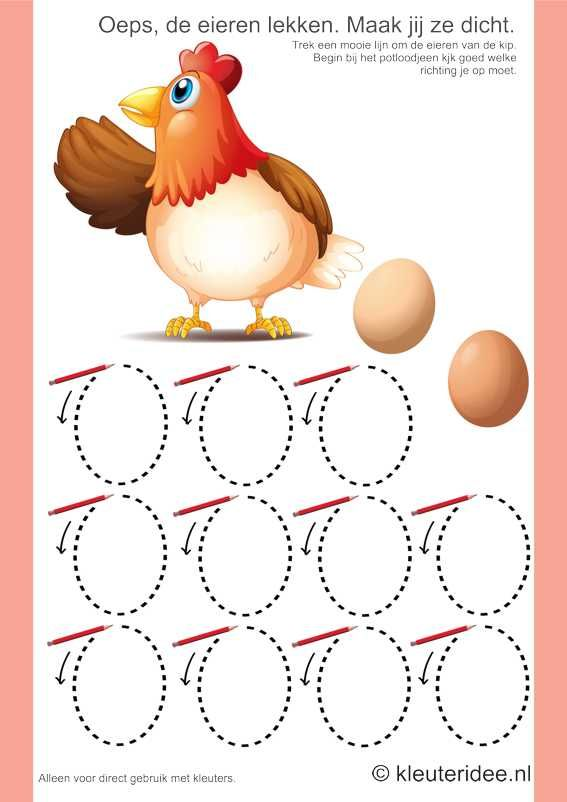 Oeps, de eieren lekken. Maak jij ze dicht.
Trek een mooie lijn om de eieren van de kip.
Begin bij het potloodjeen kjk goed welke
richting je op moet.
Alleen voor direct gebruik met kleuters.
© kleuteridee.nl